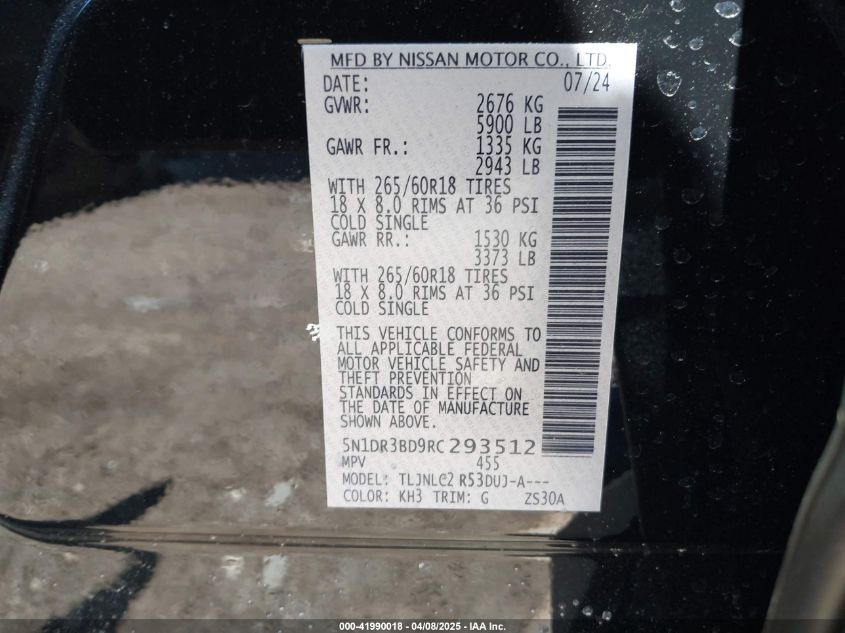 MFD BY NISSAN MOTOR CO., LTD.
DATE: 07/24
GVWR: 2676 KG
5900 LB
GAWR FR.: 1335 KG
2943 LB
WITH 265/60R18 TIRES
18 X 8.0 RIMS AT 36 PSI
COLD SINGLE
GAWR RR.: 1530 KG
3373 LB
WITH 265/60R18 TIRES
18 X 8.0 RIMS AT 36 PSI
COLD SINGLE
THIS VEHICLE CONFORMS TO
ALL APPLICABLE FEDERAL
MOTOR VEHICLE SAFETY AND
THEFT PREVENTION
STANDARDS IN EFFECT ON
THE DATE OF MANUFACTURE
SHOWN ABOVE.
5N1DR3BD9RC293512
MPV 455
MODEL: TLJNLC2 R53DUJ-A---
COLOR: KH3 TRIM: G ZS30A
000-41990018 - 04/08/2025 - IAA Inc.